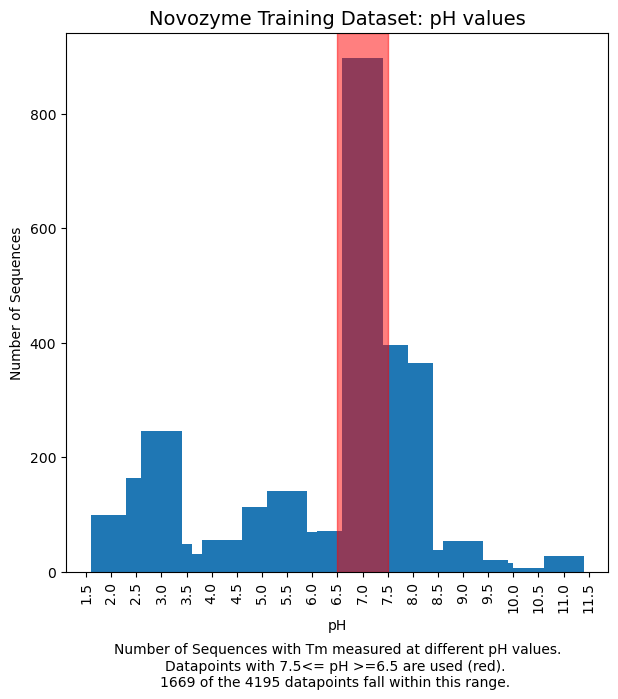 Novozyme Training Dataset: pH values
Number of Sequences
800
600
400
200
0
1.5 2.0 2.5 3.0 3.5 4.0 4.5 5.0 5.5 6.0 6.5 7.0 7.5 8.0 8.5 9.0 9.5 10.0 10.5 11.0 11.5
pH
Number of Sequences with Tm measured at different pH values.
Datapoints with 7.5<= pH >=6.5 are used (red).
1669 of the 4195 datapoints fall within this range.